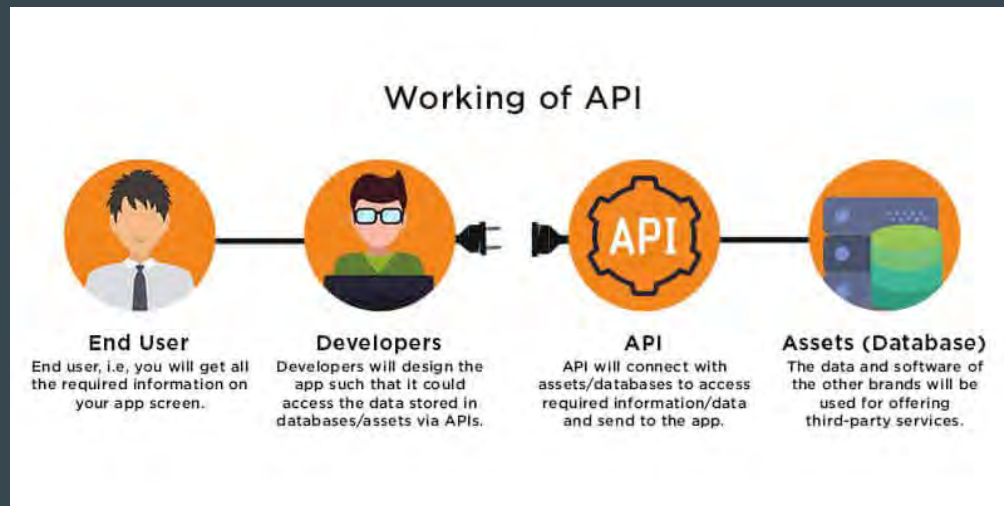 Working of API
API
End User
End user, i.e, you will get all
the required information on
your app screen.
Developers
Developers will design the
app such that it could
access the data stored in
databases/assets via APIs.
API
API will connect with
assets/databases to access
required information/data
and send to the app.
Assets (Database)
The data and software of
the other brands will be
used for offering
third-party services.